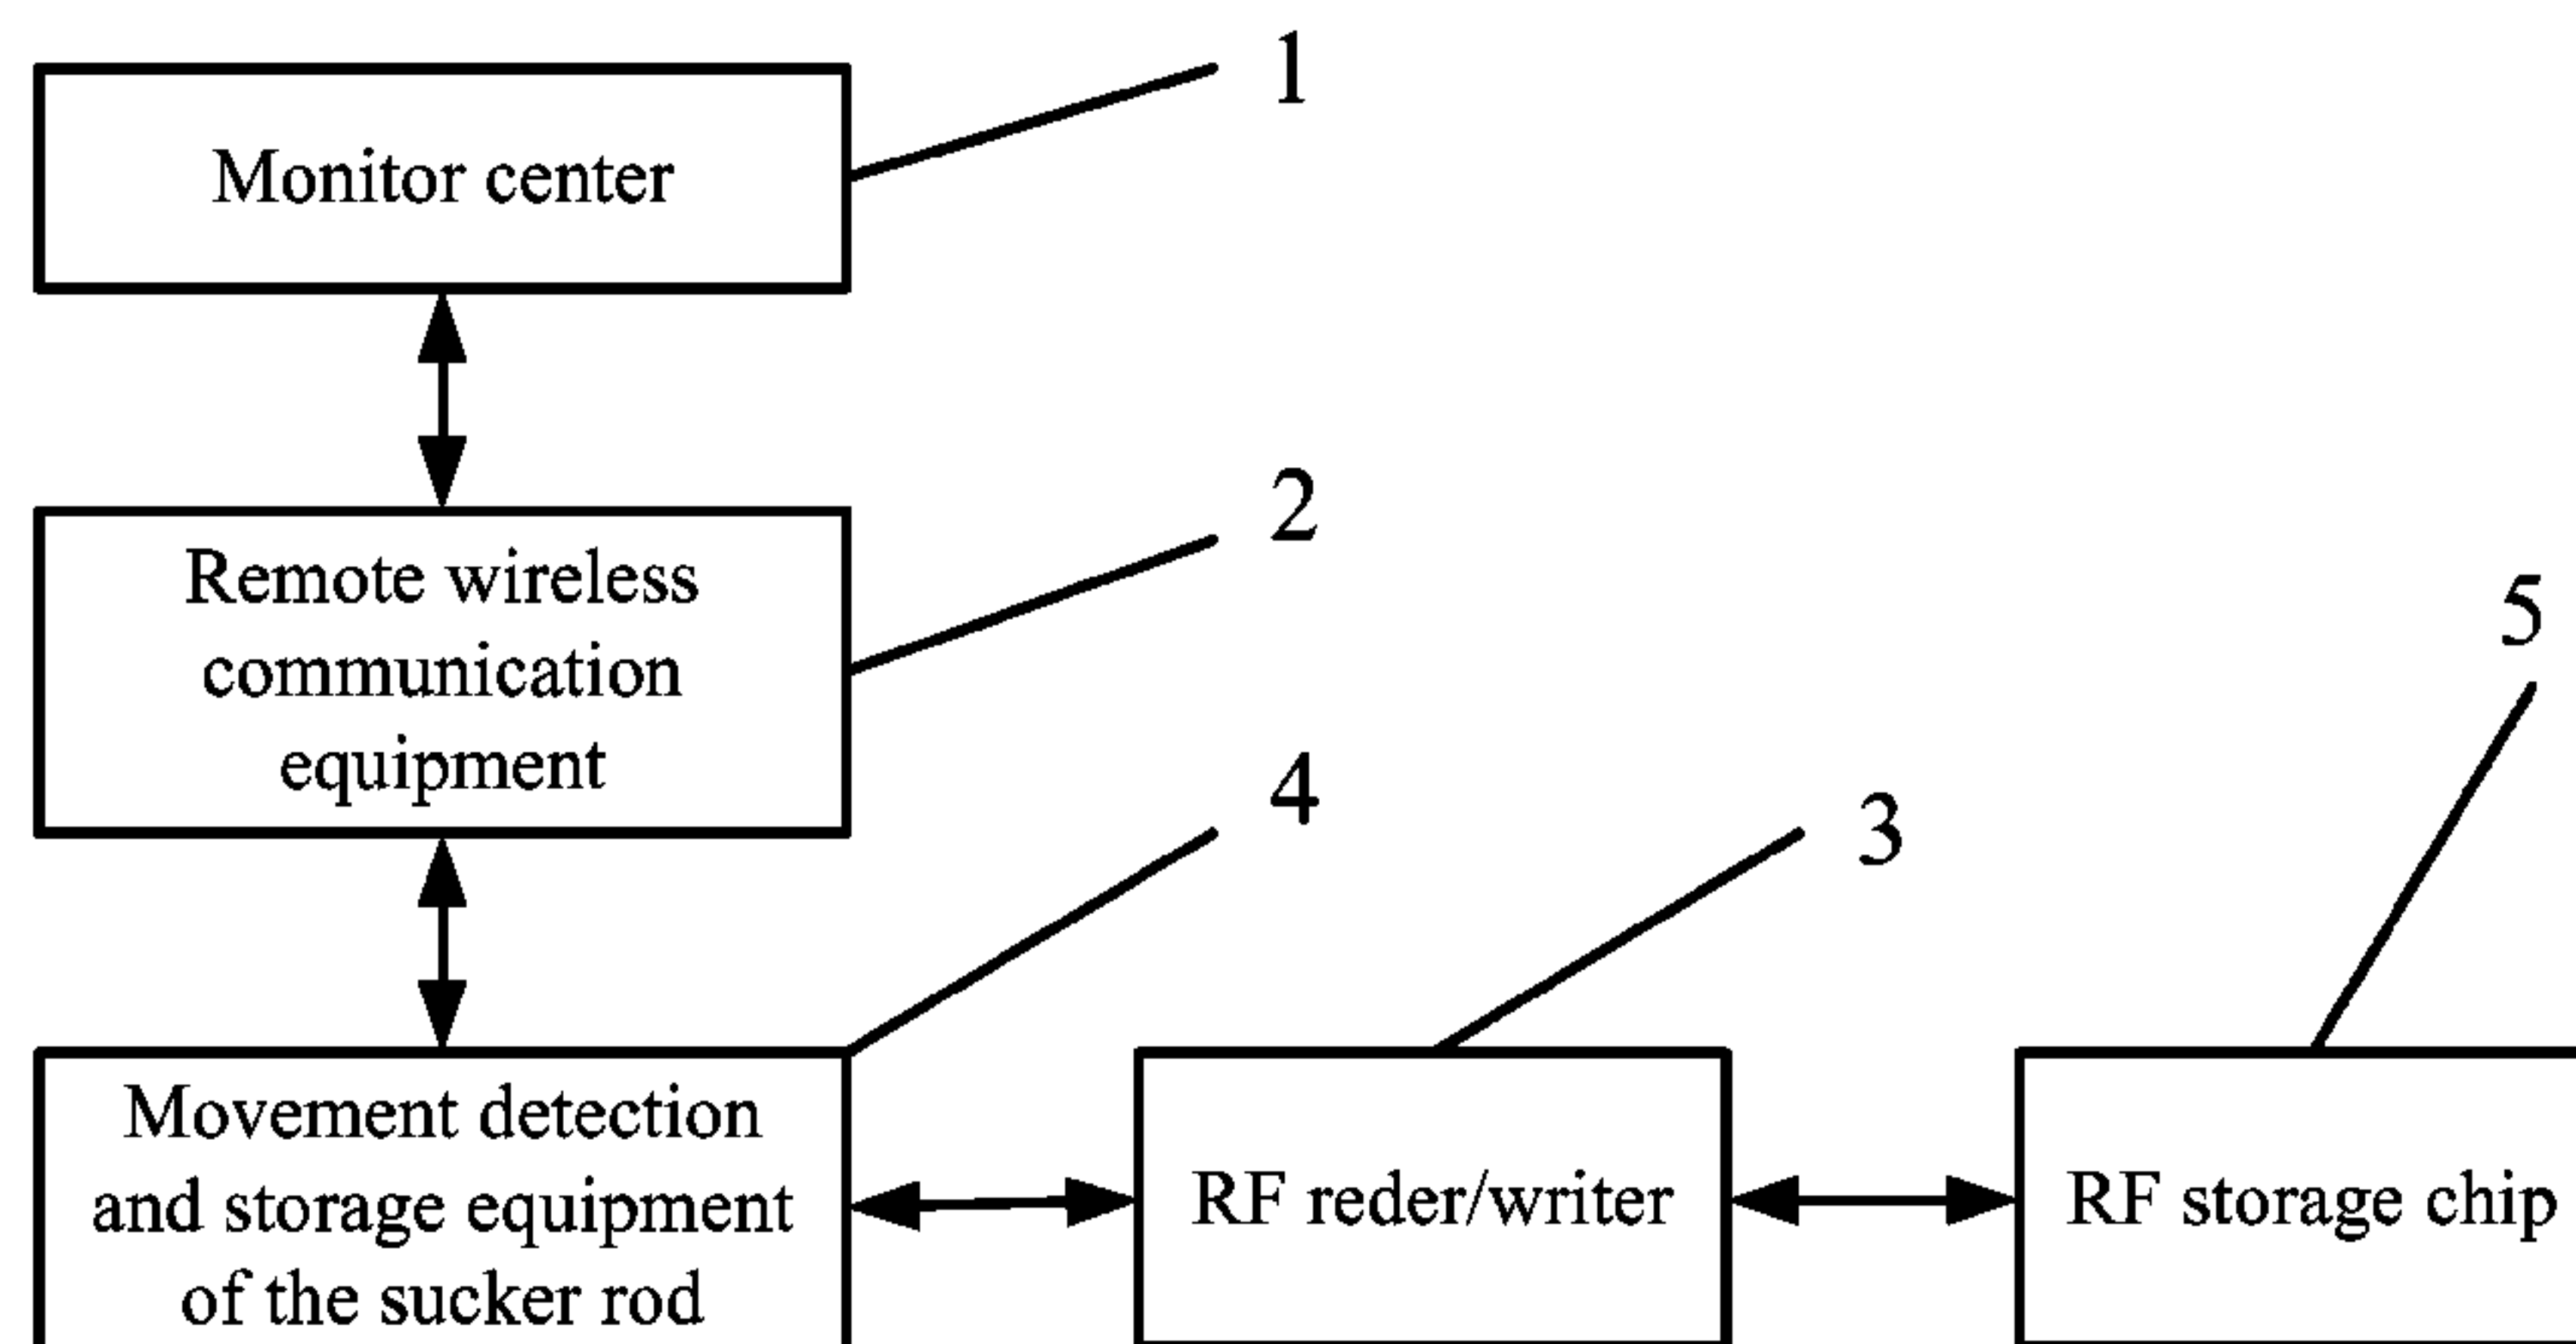 1
Monitor center
2
Remote wireless
communication
equipment
5
4
3
Movement detection
and storage equipment
of the sucker rod
RF reder/writer
RF storage chip